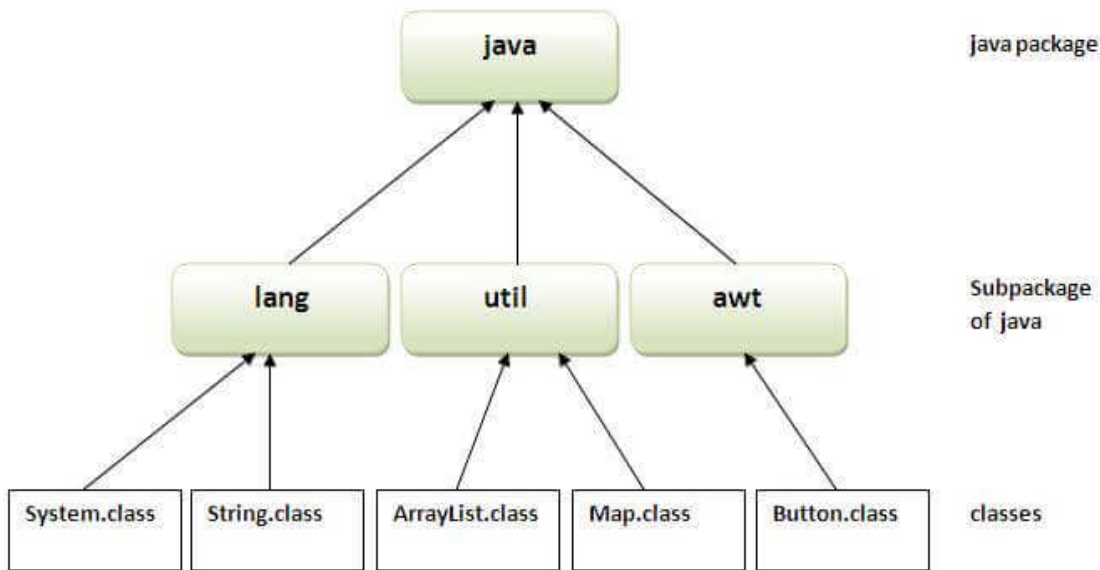 java
java package
lang
util
awt
Subpackage
of java
System.class
String.class
ArrayList.class
Map.class
Button.class
classes